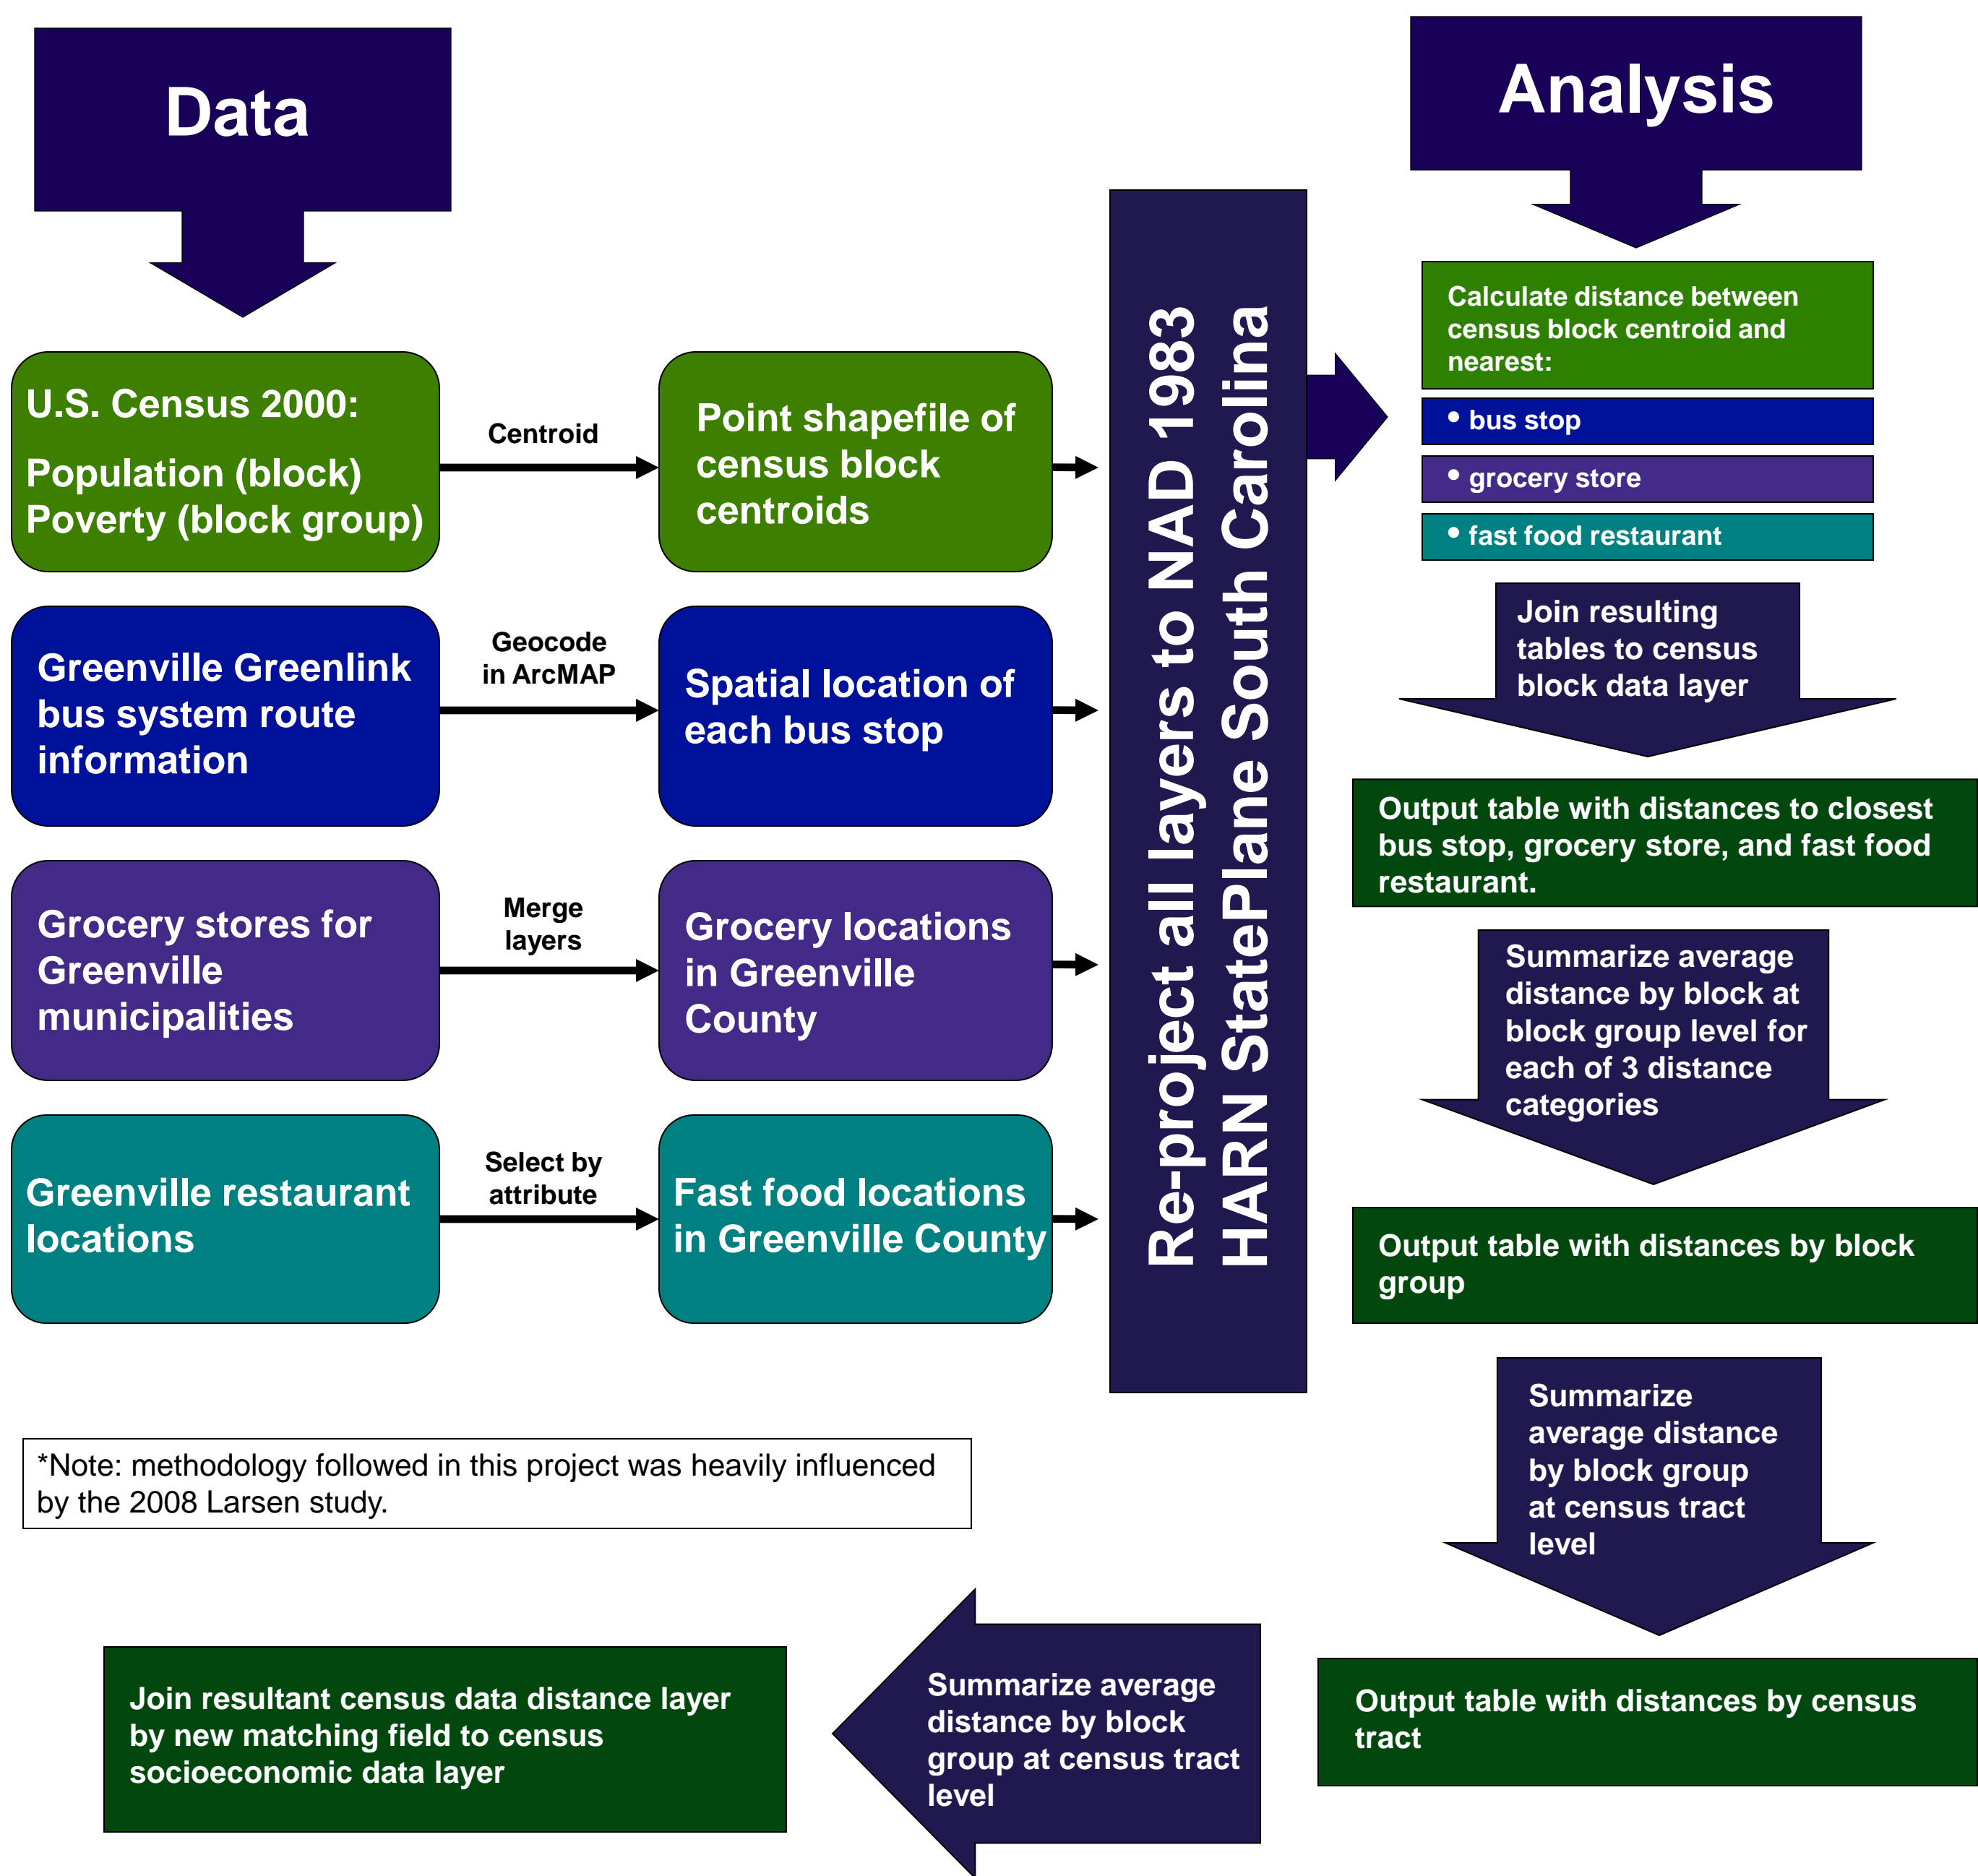 Data
U.S. Census 2000:
Population (block)
Poverty (block group)
Centroid
Point shapefile of
census block
centroids
Greenville Greenlink
bus system route
information
Geocode
in ArcMAP
Spatial location of
each bus stop
Grocery stores for
Greenville
municipalities
Merge
layers
Grocery locations
in Greenville
County
Greenville restaurant
locations
Select by
attribute
Fast food locations
in Greenville County
Re-project all layers to NAD 1983
HARN StatePlane South Carolina
Analysis
Calculate distance between
census block centroid and
nearest:
• bus stop
• grocery store
• fast food restaurant
Join resulting
tables to census
block data layer
Output table with distances to closest
bus stop, grocery store, and fast food
restaurant.
Summarize average
distance by block at
block group level for
each of 3 distance
categories
Output table with distances by block
group
Summarize
average distance
by block group
at census tract
level
Output table with distances by census
tract
Summarize average
distance by block
group at census tract
level
Join resultant census data distance layer
by new matching field to census
socioeconomic data layer
*Note: methodology followed in this project was heavily influenced
by the 2008 Larsen study.